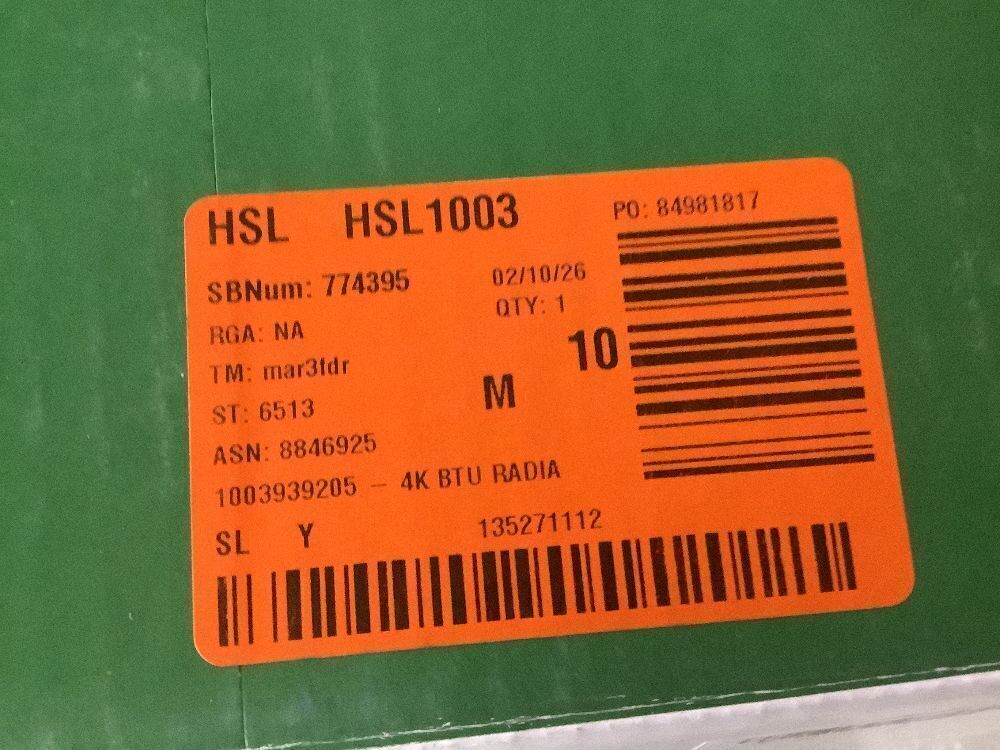 HSL HSL1003
PO: 84981817
SBNum: 774395
02/10/26
RGA: NA
QTY: 1
TM: mar3fdr
10
ST: 6513
M
ASN: 8846925
1003939205 – 4K BTU RADIA
SL Y
135271112